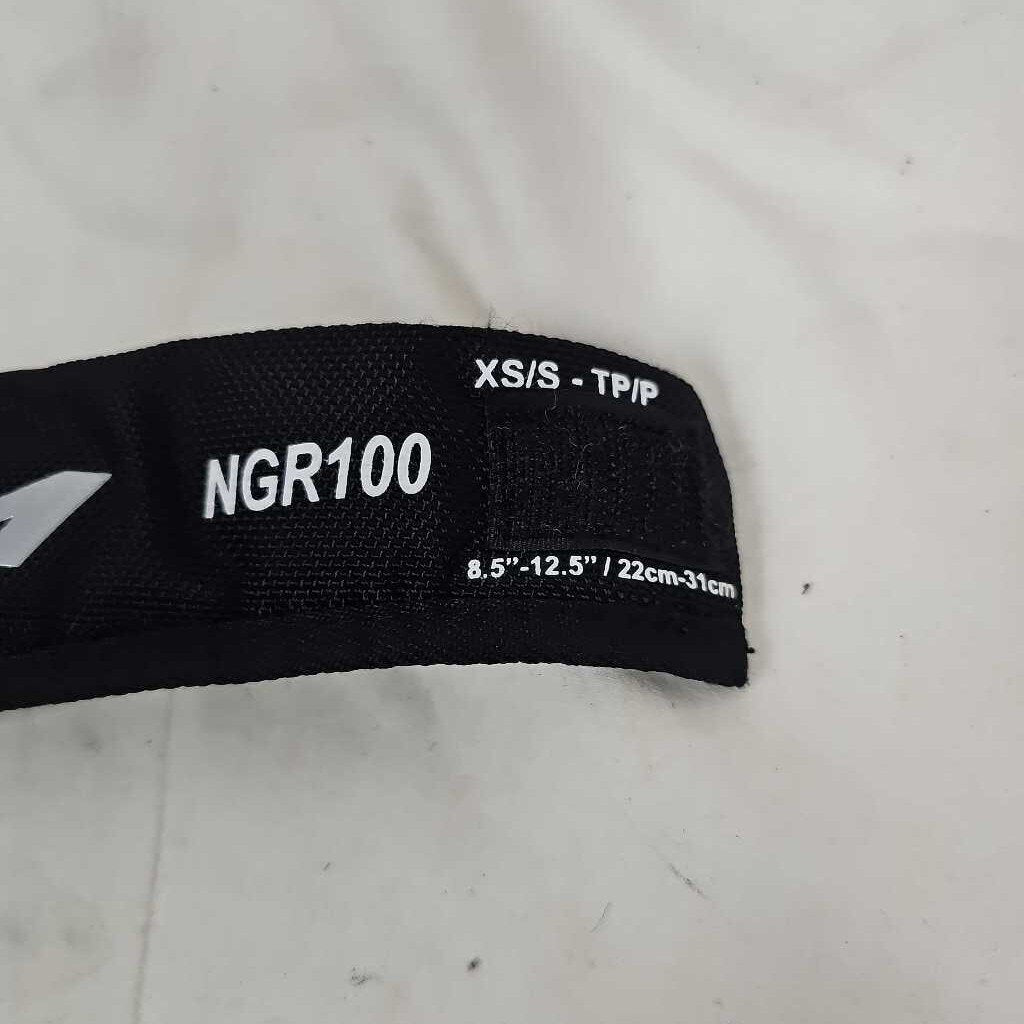 XS/S - TP/P
NGR100
8.5”-12.5” / 22cm-31cm